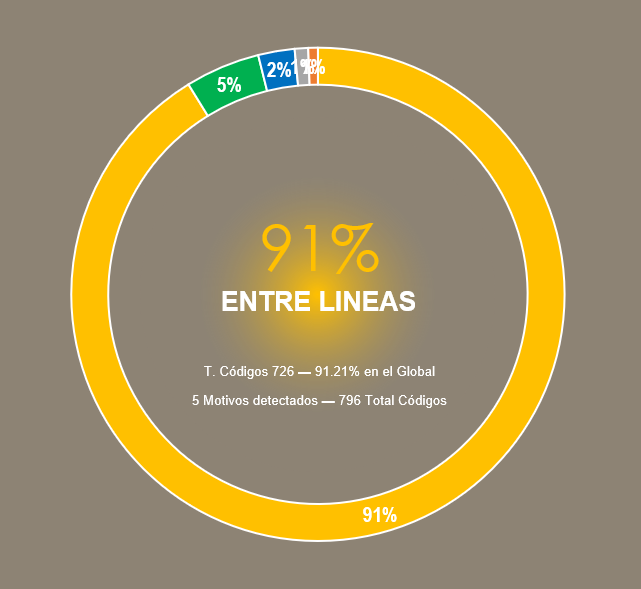 5%
2%
91%
ENTRE LINEAS
T. Códigos 726 — 91.21% en el Global
5 Motivos detectados — 796 Total Códigos
91%